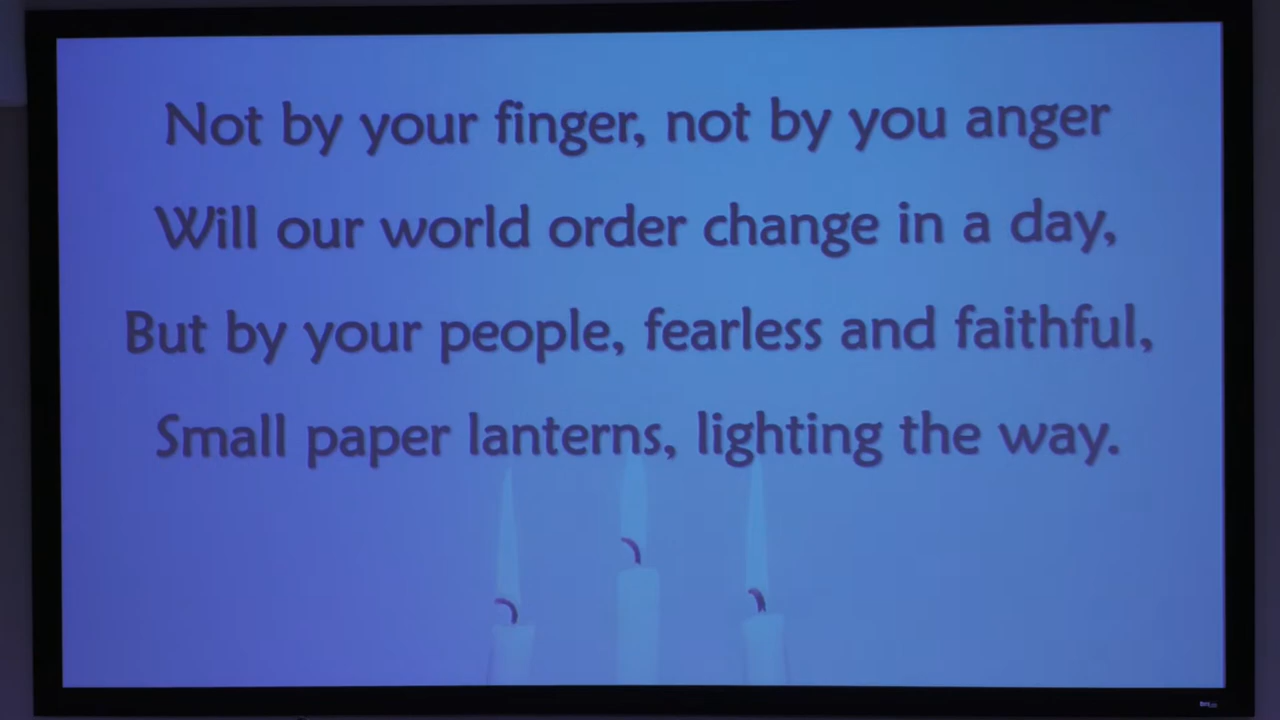 Not by your finger, not by you anger
Will our world order change in a day,
But by your people, fearless and faithful,
Small paper lanterns, lighting the way.